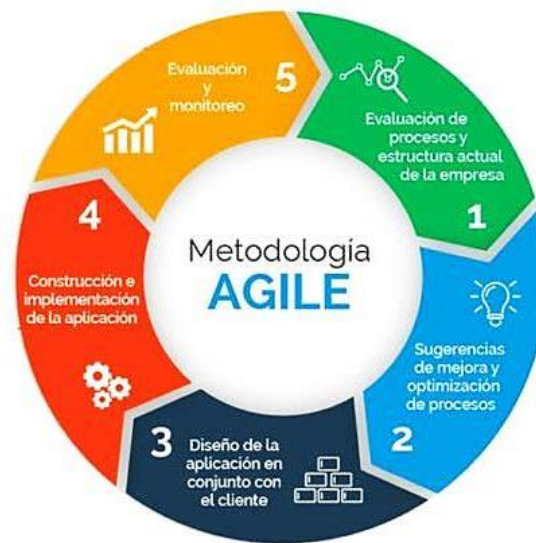 Metodología
AGILE
Evaluación de
procesos y
estructura actual
de la empresa
1
Sugerencias
de mejora y
optimización
de procesos
2
3
Diseño de la
aplicación en
conjunto con
el cliente
4
Construcción e
implementación
de la aplicación
5
Evaluación
y
monitoreo